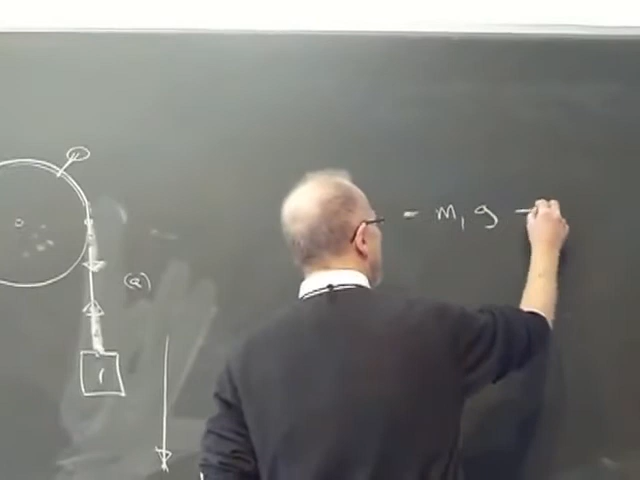 = m₁ g -
(a)
1